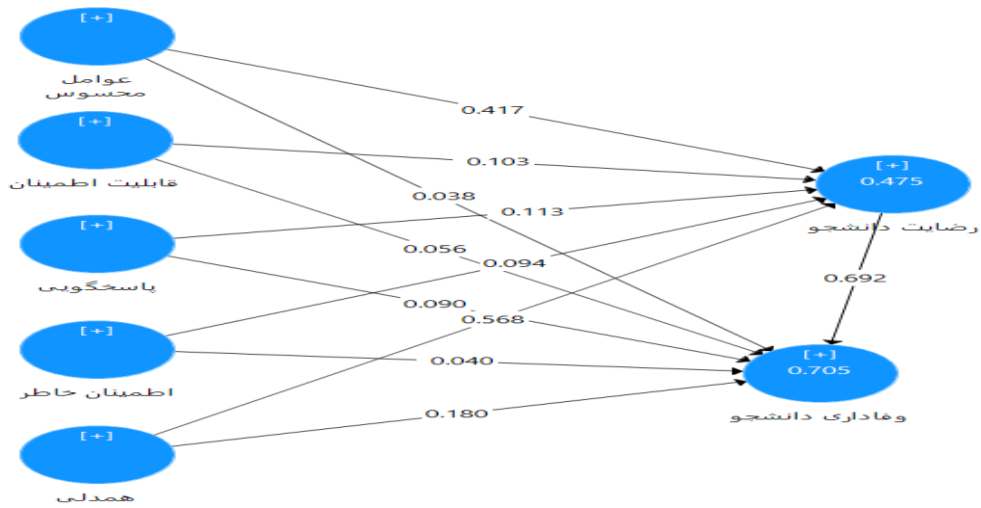 [+]
عوامل
محسوس
[+]
قابلیت اطمینان
[+]
پاسخگویی
[+]
اطمینان خاطر
[+]
همدلی
0.417
0.103
0.038
0.113
0.056
0.094
0.090
0.568
0.040
0.180
[+]
0.475
رضایت دانشجو
0.692
[+]
0.705
وفاداری دانشجو